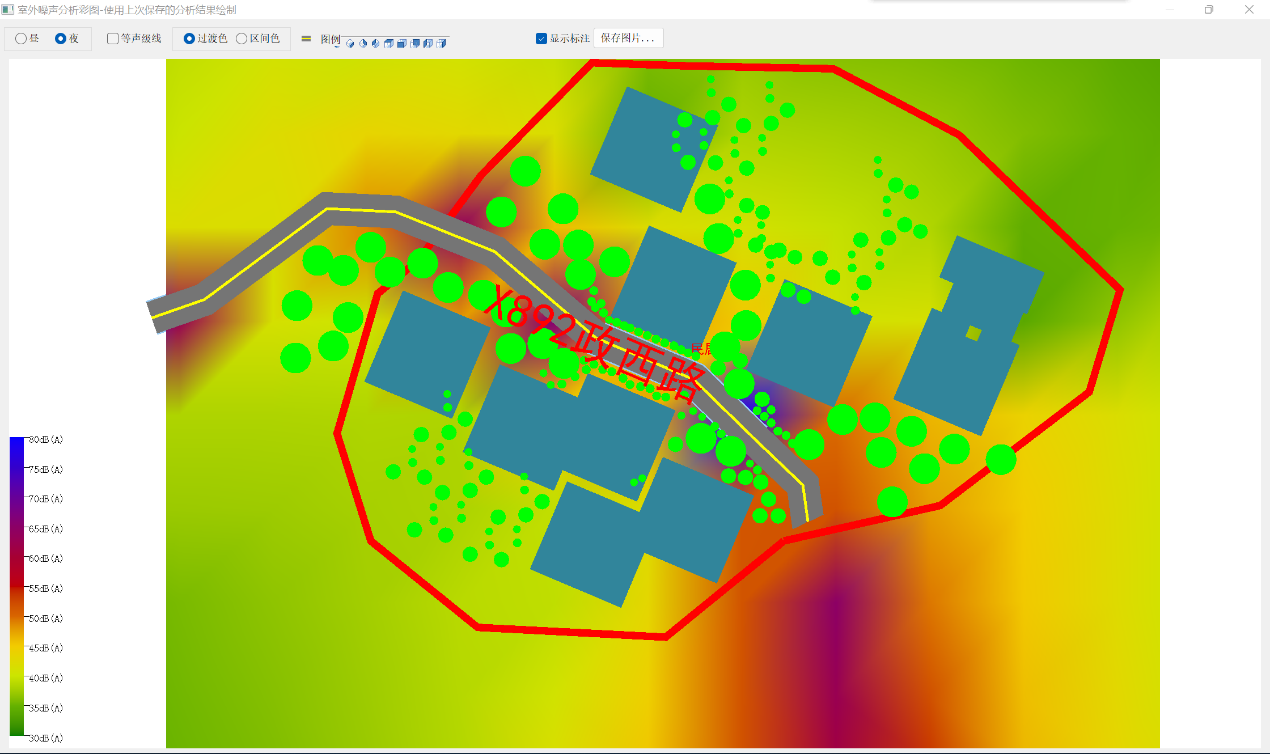 室外噪声分析彩图-使用上次保存的分析结果绘制
昼 夜 等声级线 过渡色 区间色 图例 显示标注 保存图片...
X892政西路
民居
80dB(A)
75dB(A)
70dB(A)
65dB(A)
60dB(A)
55dB(A)
50dB(A)
45dB(A)
40dB(A)
35dB(A)
30dB(A)